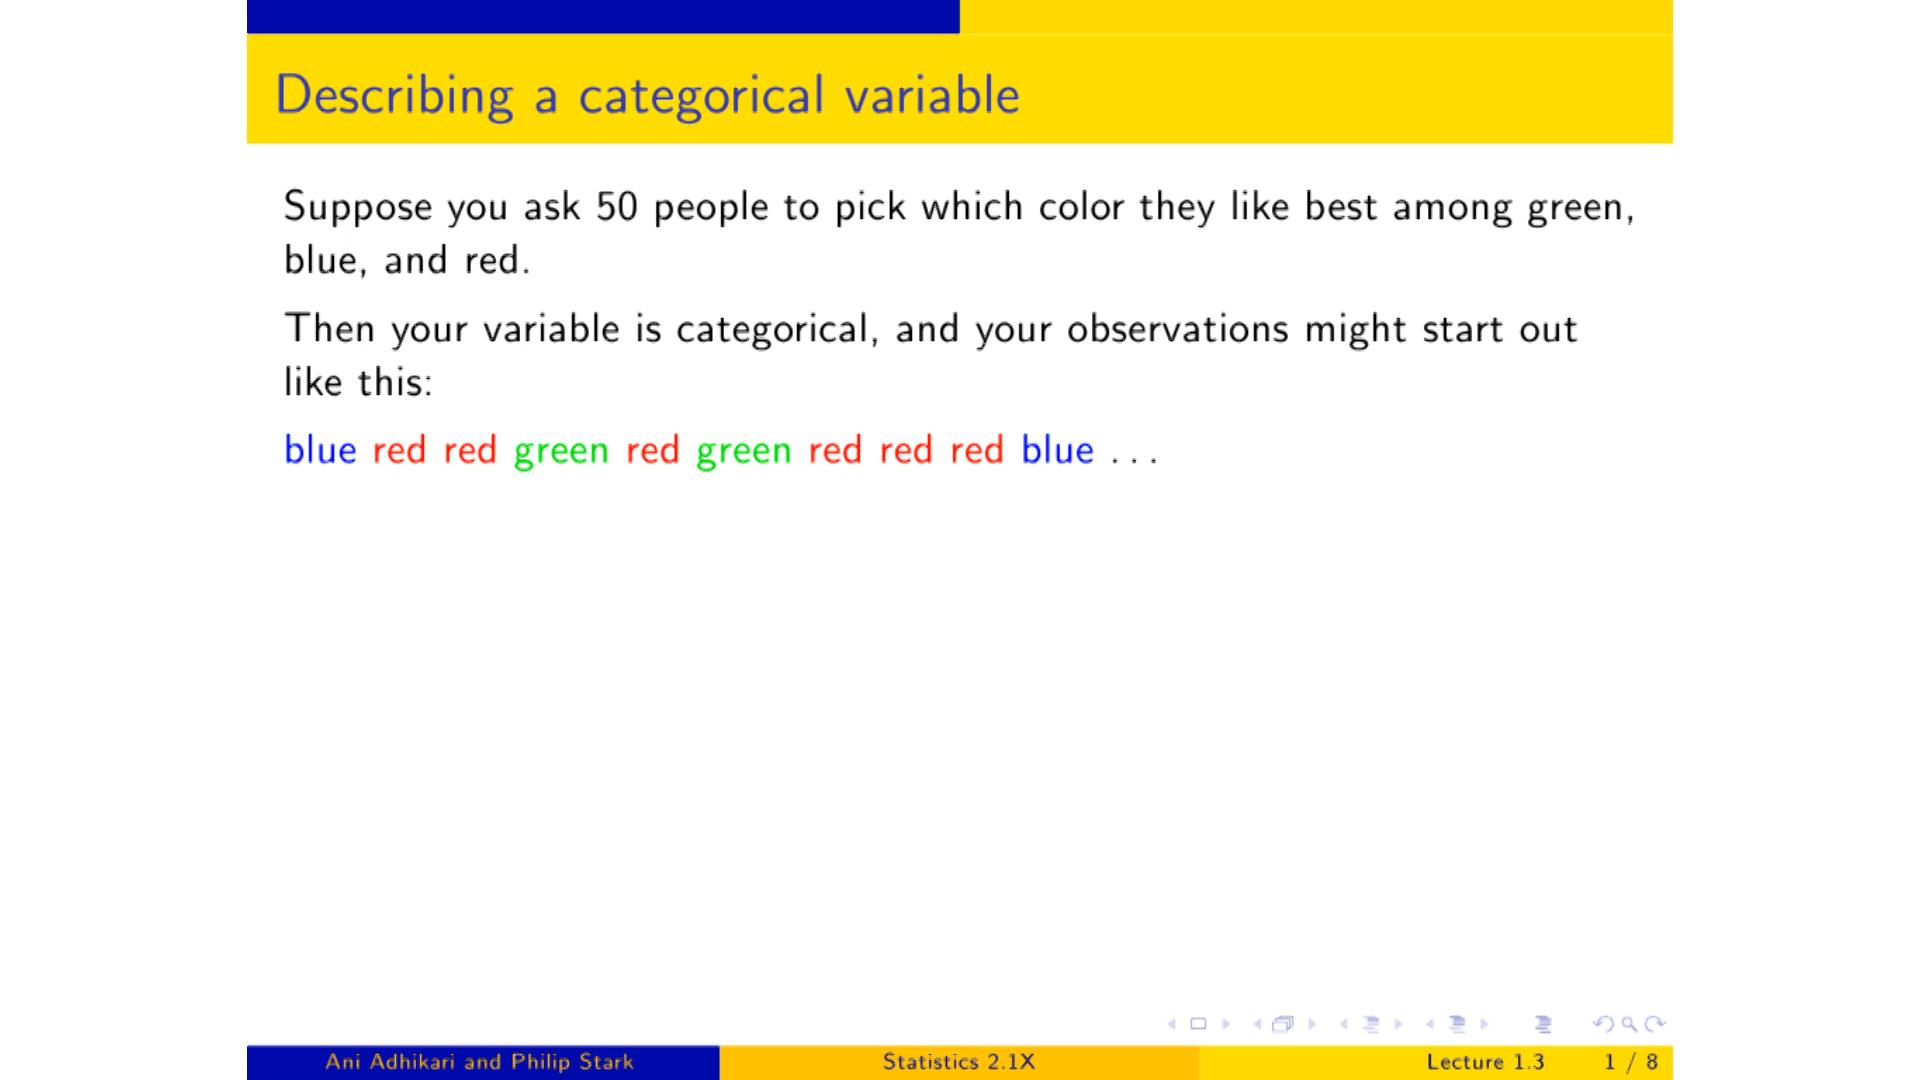 Describing a categorical variable
Suppose you ask 50 people to pick which color they like best among green,
blue, and red.
Then your variable is categorical, and your observations might start out
like this:
blue red red green red green red red red blue . . .
Ani Adhikari and Philip Stark
Statistics 2.1X
Lecture 1.3
1 / 8